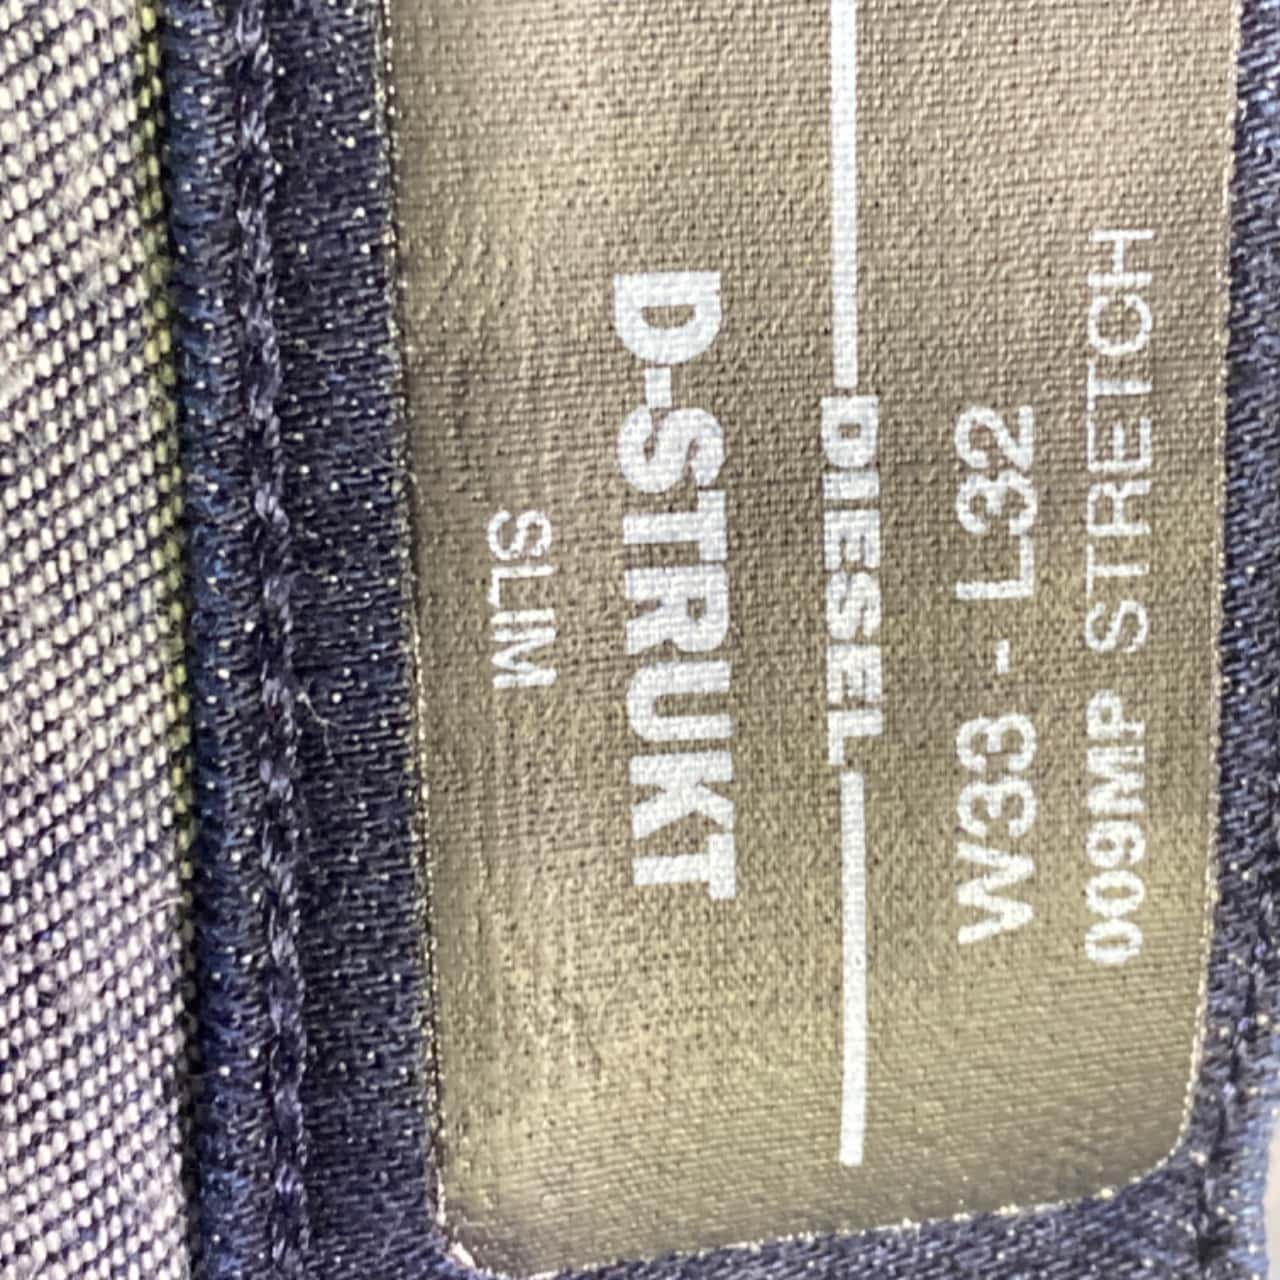 D-STRUKT
SLIM
DIESEL
W33 - L32
009MP STRETCH